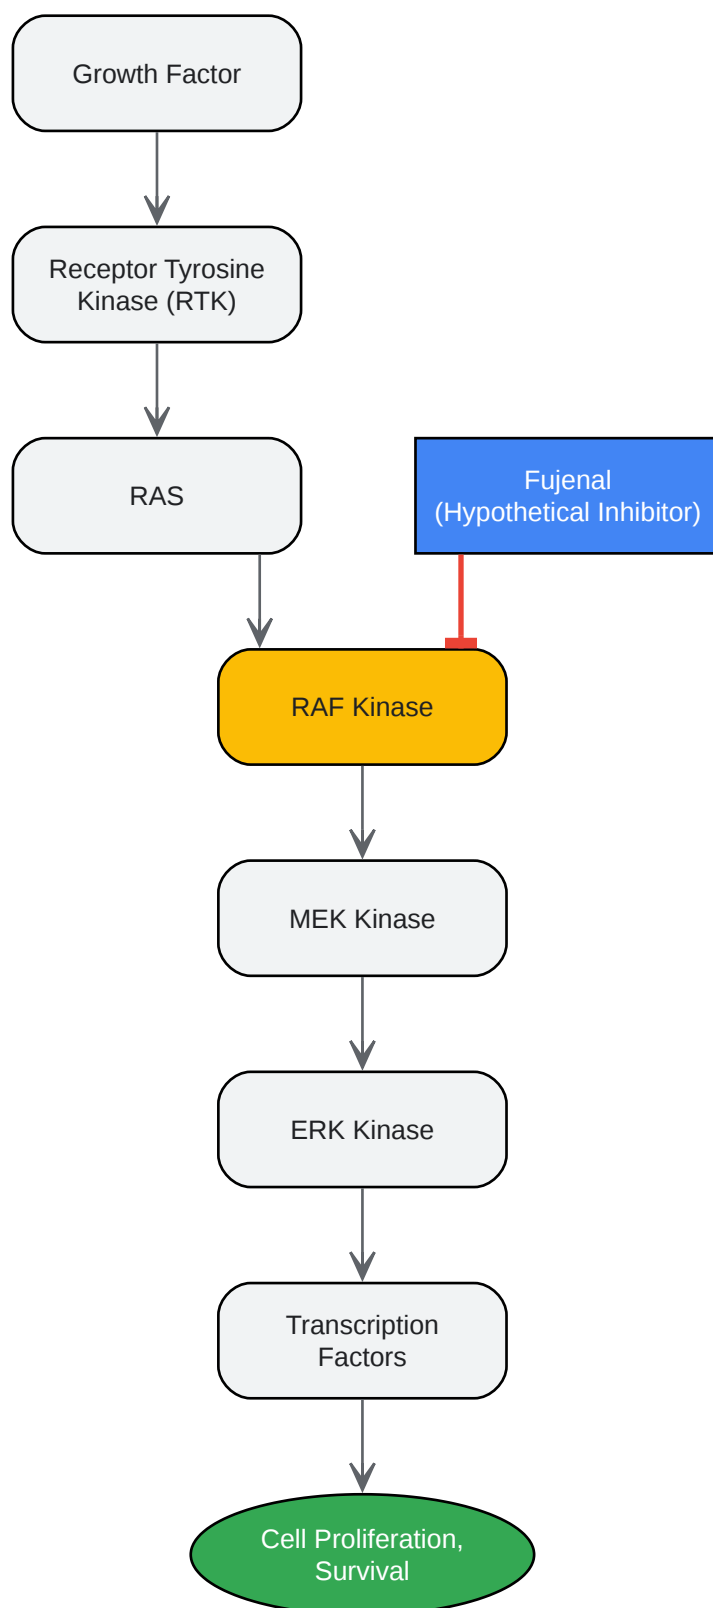 Growth Factor
Receptor Tyrosine
Kinase (RTK)
RAS
Fujenal
(Hypothetical Inhibitor)
RAF Kinase
MEK Kinase
ERK Kinase
Transcription
Factors
Cell Proliferation,
Survival